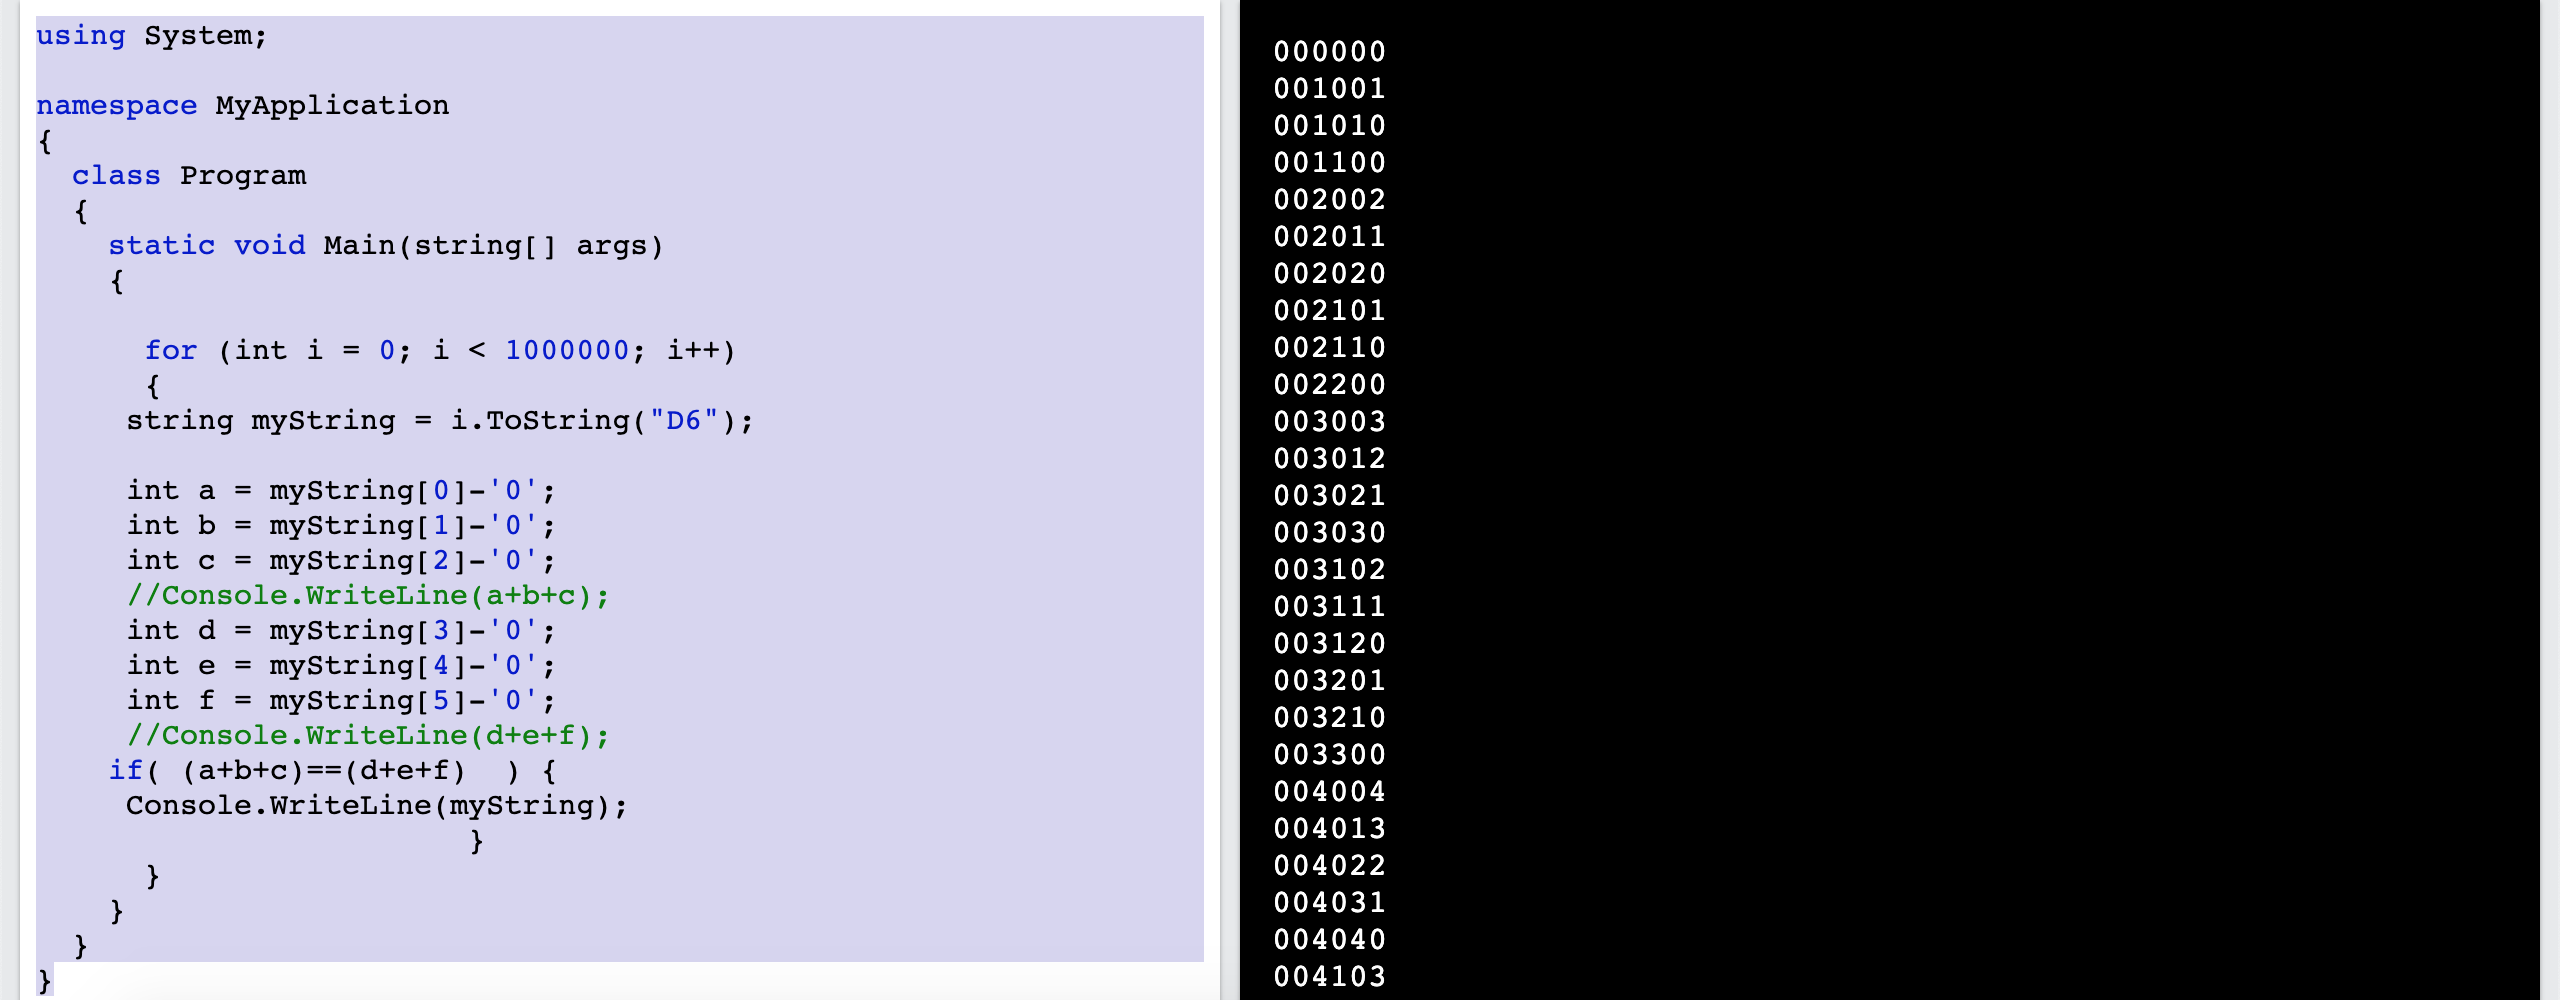 using System;
namespace MyApplication
{
class Program
{
static void Main(string[] args)
{
for (int i = 0; i < 1000000; i++)
{
string myString = i.ToString("D6");
int a = myString[0]-'0';
int b = myString[1]-'0';
int c = myString[2]-'0';
//Console.WriteLine(a+b+c);
int d = myString[3]-'0';
int e = myString[4]-'0';
int f = myString[5]-'0';
//Console.WriteLine(d+e+f);
if( (a+b+c)==(d+e+f)  ) {
Console.WriteLine(myString);
}
}
}
}
}
000000
001001
001010
001100
002002
002011
002020
002101
002110
002200
003003
003012
003021
003030
003102
003111
003120
003201
003210
003300
004004
004013
004022
004031
004040
004103